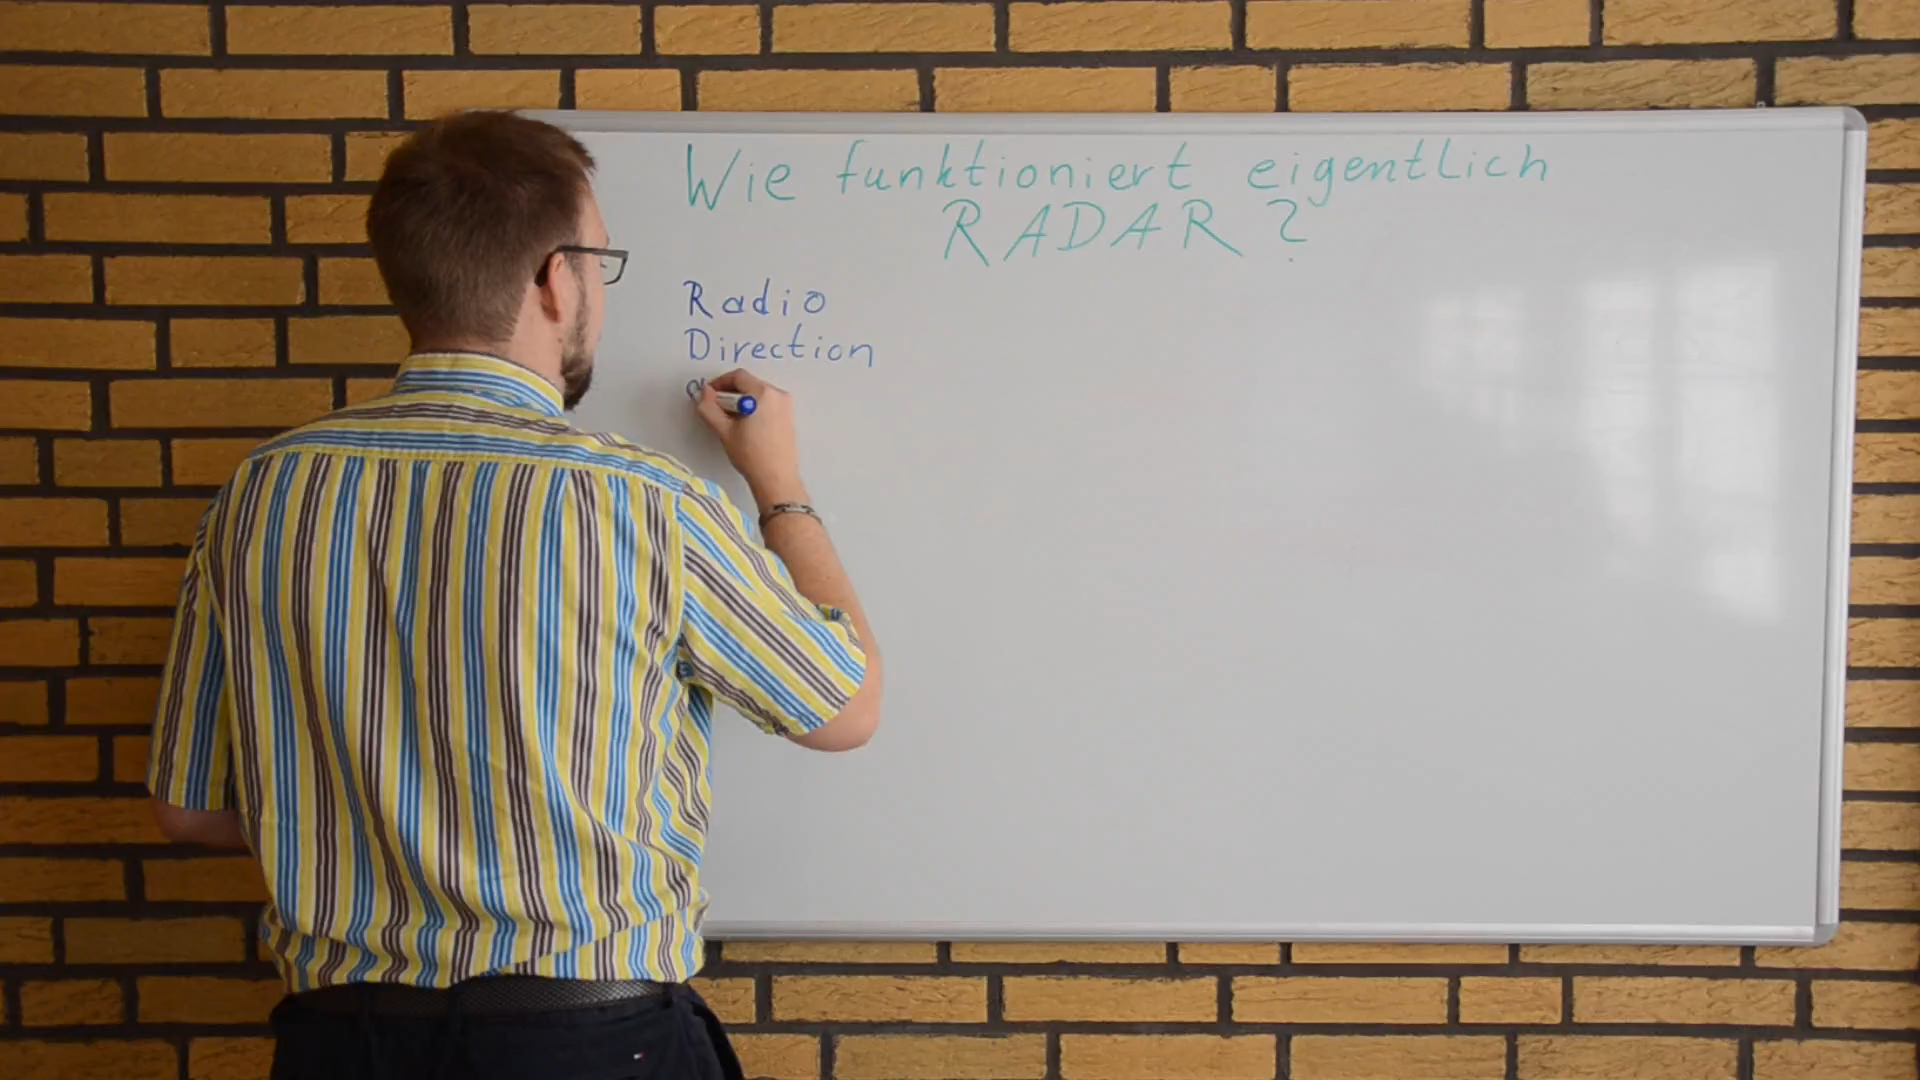 Wie funktioniert eigentlich
RADAR?
Radio
Direction
a